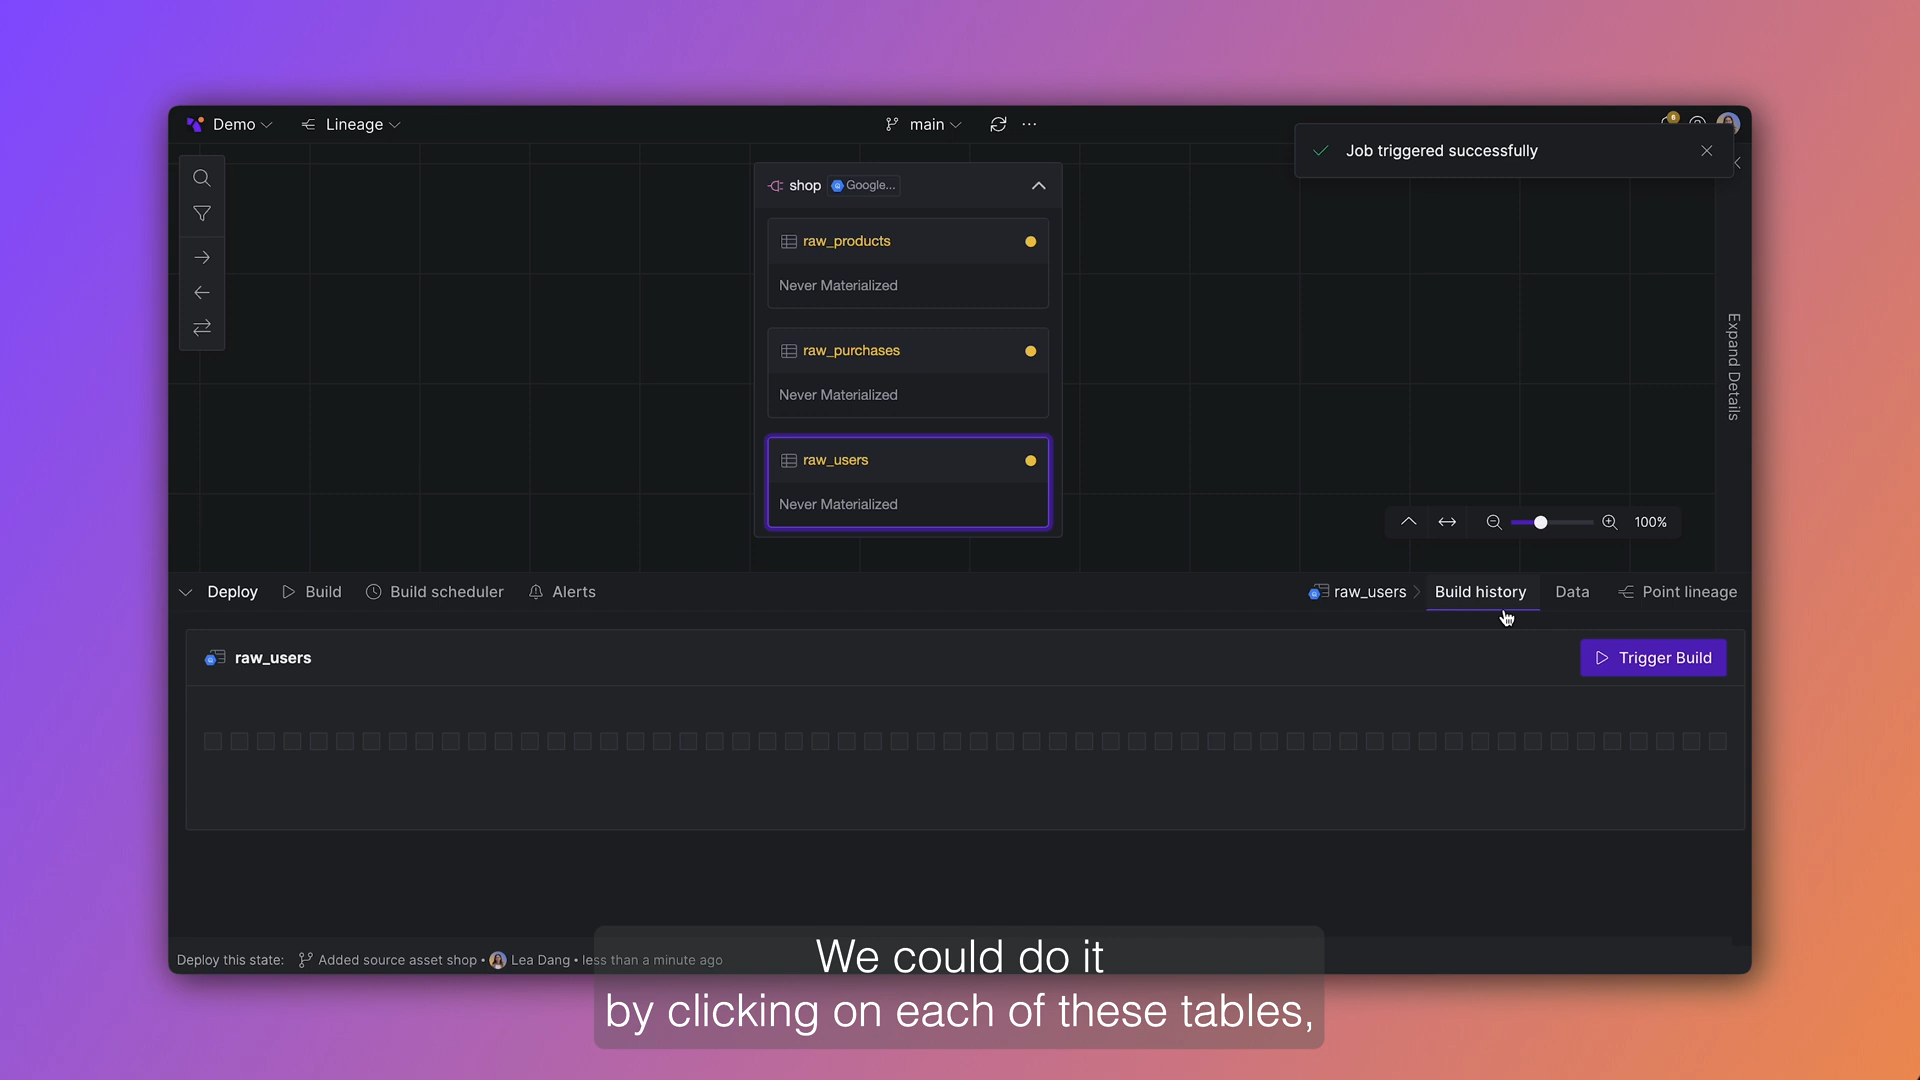 Demo
Lineage
main
6
Job triggered successfully
shop
Google...
raw_products
Never Materialized
raw_purchases
Never Materialized
raw_users
Never Materialized
Expand Details
100%
Deploy
Build
Build scheduler
Alerts
raw_users
Build history
Data
Point lineage
raw_users
Trigger Build
Deploy this state: Added source asset shop • Lea Dang • less than a minute ago
We could do it
by clicking on each of these tables,